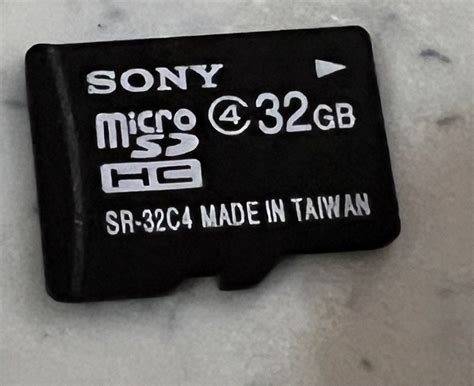 SONY
micro SD HC ④ 32GB
SR-32C4 MADE IN TAIWAN